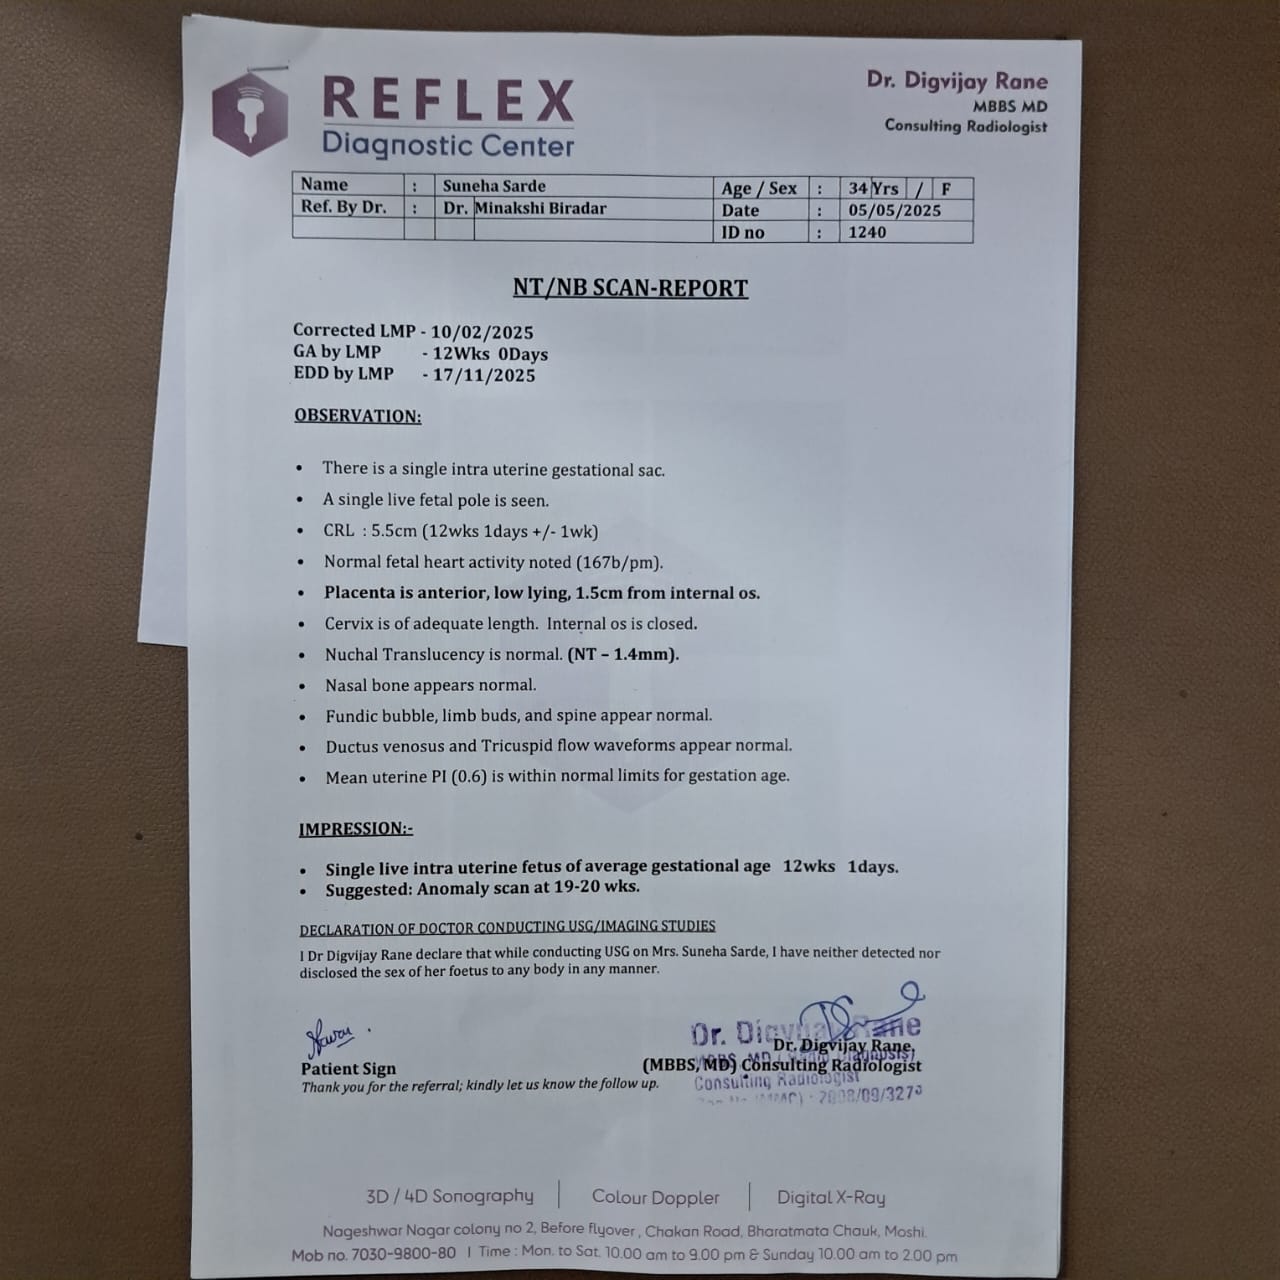 REFLEX
Diagnostic Center
Dr. Digvijay Rane
MBBS MD
Consulting Radiologist
Name : Suneha Sarde Age / Sex : 34 Yrs / F
Ref. By Dr. : Dr. Minakshi Biradar Date : 05/05/2025
ID no : 1240
NT/NB SCAN-REPORT
Corrected LMP - 10/02/2025
GA by LMP - 12Wks 0Days
EDD by LMP - 17/11/2025
OBSERVATION:
• There is a single intra uterine gestational sac.
• A single live fetal pole is seen.
• CRL : 5.5cm (12wks 1days +/- 1wk)
• Normal fetal heart activity noted (167b/pm).
• Placenta is anterior, low lying, 1.5cm from internal os.
• Cervix is of adequate length. Internal os is closed.
• Nuchal Translucency is normal. (NT – 1.4mm).
• Nasal bone appears normal.
• Fundic bubble, limb buds, and spine appear normal.
• Ductus venosus and Tricuspid flow waveforms appear normal.
• Mean uterine PI (0.6) is within normal limits for gestation age.
IMPRESSION:-
• Single live intra uterine fetus of average gestational age 12wks 1days.
• Suggested: Anomaly scan at 19-20 wks.
DECLARATION OF DOCTOR CONDUCTING USG/IMAGING STUDIES
I Dr Digvijay Rane declare that while conducting USG on Mrs. Suneha Sarde, I have neither detected nor
disclosed the sex of her foetus to any body in any manner.
Dr. Digvijay Rane
Dr. Digvijay Rane,
Patient Sign (MBBS, MD) Consulting Radiologist
Thank you for the referral; kindly let us know the follow up.
Consulting Radiologist
3D / 4D Sonography | Colour Doppler | Digital X-Ray
Nageshwar Nagar colony no 2, Before flyover, Chakan Road, Bharatmata Chauk, Moshi.
Mob no. 7030-9800-80 | Time : Mon. to Sat. 10.00 am to 9.00 pm & Sunday 10.00 am to 2.00 pm